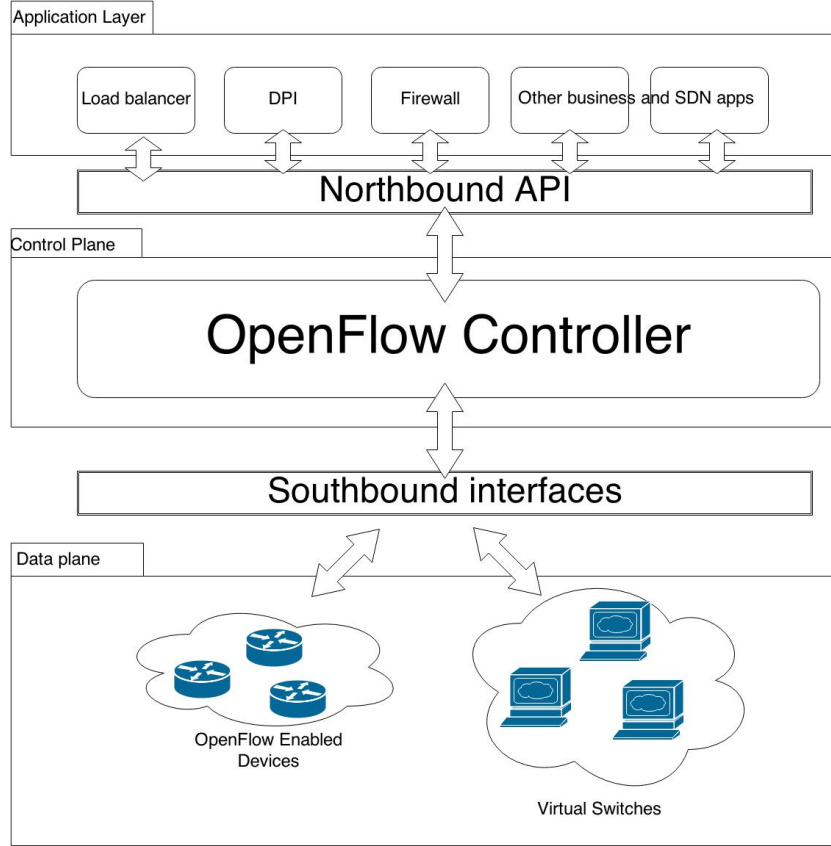 Application Layer
Load balancer
DPI
Firewall
Other business and SDN apps
Northbound API
Control Plane
OpenFlow Controller
Southbound interfaces
Data plane
OpenFlow Enabled
Devices
Virtual Switches